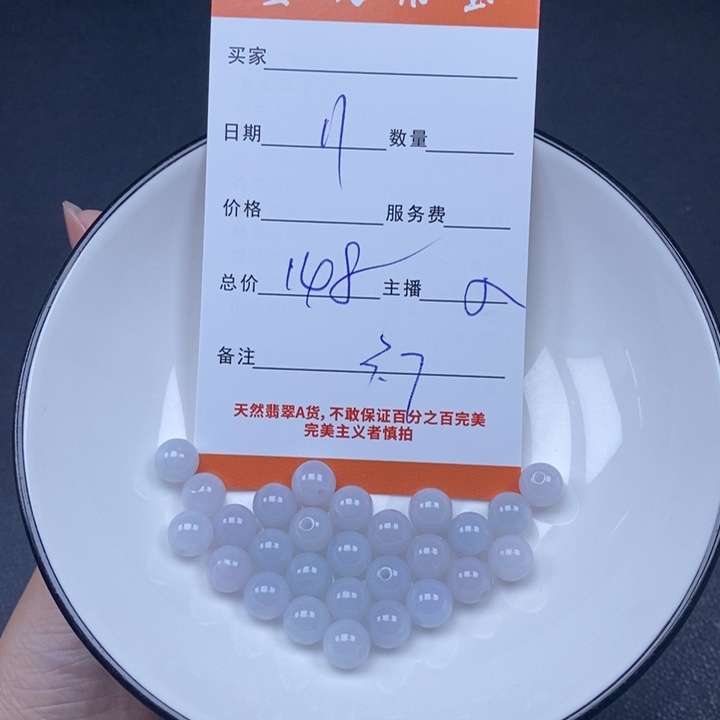 买家
日期 数量
价格 服务费
总价 148 主播
备注
天然翡翠A货，不敢保证百分之百完美
完美主义者慎拍